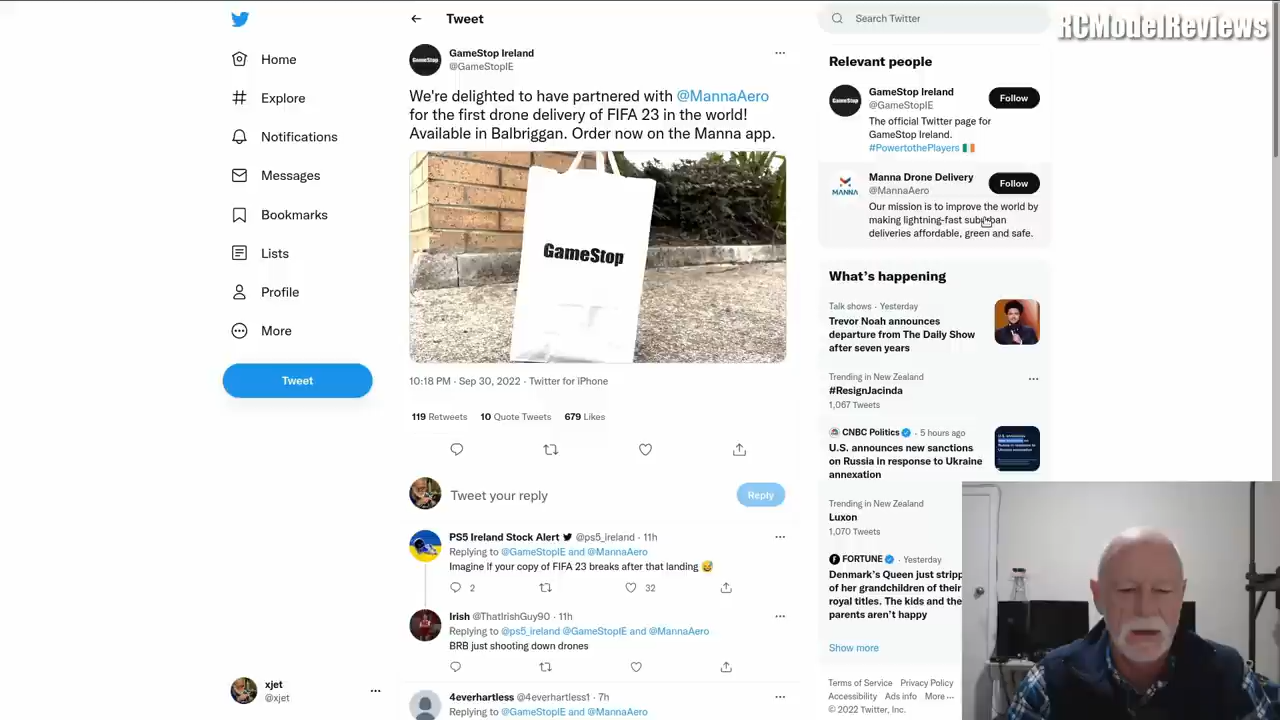 RCModelReviews
Tweet
Search Twitter
Home
Explore
Notifications
Messages
Bookmarks
Lists
Profile
More
Tweet
xjet
@xjet
GameStop
GameStop Ireland
@GameStopIE
We're delighted to have partnered with @MannaAero
for the first drone delivery of FIFA 23 in the world!
Available in Balbriggan. Order now on the Manna app.
GameStop
10:18 PM · Sep 30, 2022 · Twitter for iPhone
119 Retweets 10 Quote Tweets 679 Likes
Tweet your reply
Reply
PS5 Ireland Stock Alert @ps5_ireland · 11h
Replying to @GameStopIE and @MannaAero
Imagine if your copy of FIFA 23 breaks after that landing 😅
2 32
Irish @ThatIrishGuy90 · 11h
Replying to @ps5_ireland @GameStopIE and @MannaAero
BRB just shooting down drones
4everhartless @4everhartless1 · 7h
Replying to @GameStopIE and @MannaAero
Relevant people
GameStop
GameStop Ireland
@GameStopIE
Follow
The official Twitter page for
GameStop Ireland.
#PowertothePlayers 🇮🇪
MANNA
Manna Drone Delivery
@MannaAero
Follow
Our mission is to improve the world by
making lightning-fast suburban
deliveries affordable, green and safe.
What's happening
Talk shows · Yesterday
Trevor Noah announces
departure from The Daily Show
after seven years
Trending in New Zealand
#ResignJacinda
1,067 Tweets
CNBC Politics · 5 hours ago
U.S. announces new sanctions
on Russia in response to Ukraine
annexation
Trending in New Zealand
Luxon
1,070 Tweets
FORTUNE · Yesterday
Denmark's Queen just stripp
of her grandchildren of their
royal titles. The kids and the
parents aren't happy
Show more
Terms of Service Privacy Policy
Accessibility Ads info More ···
© 2022 Twitter, Inc.